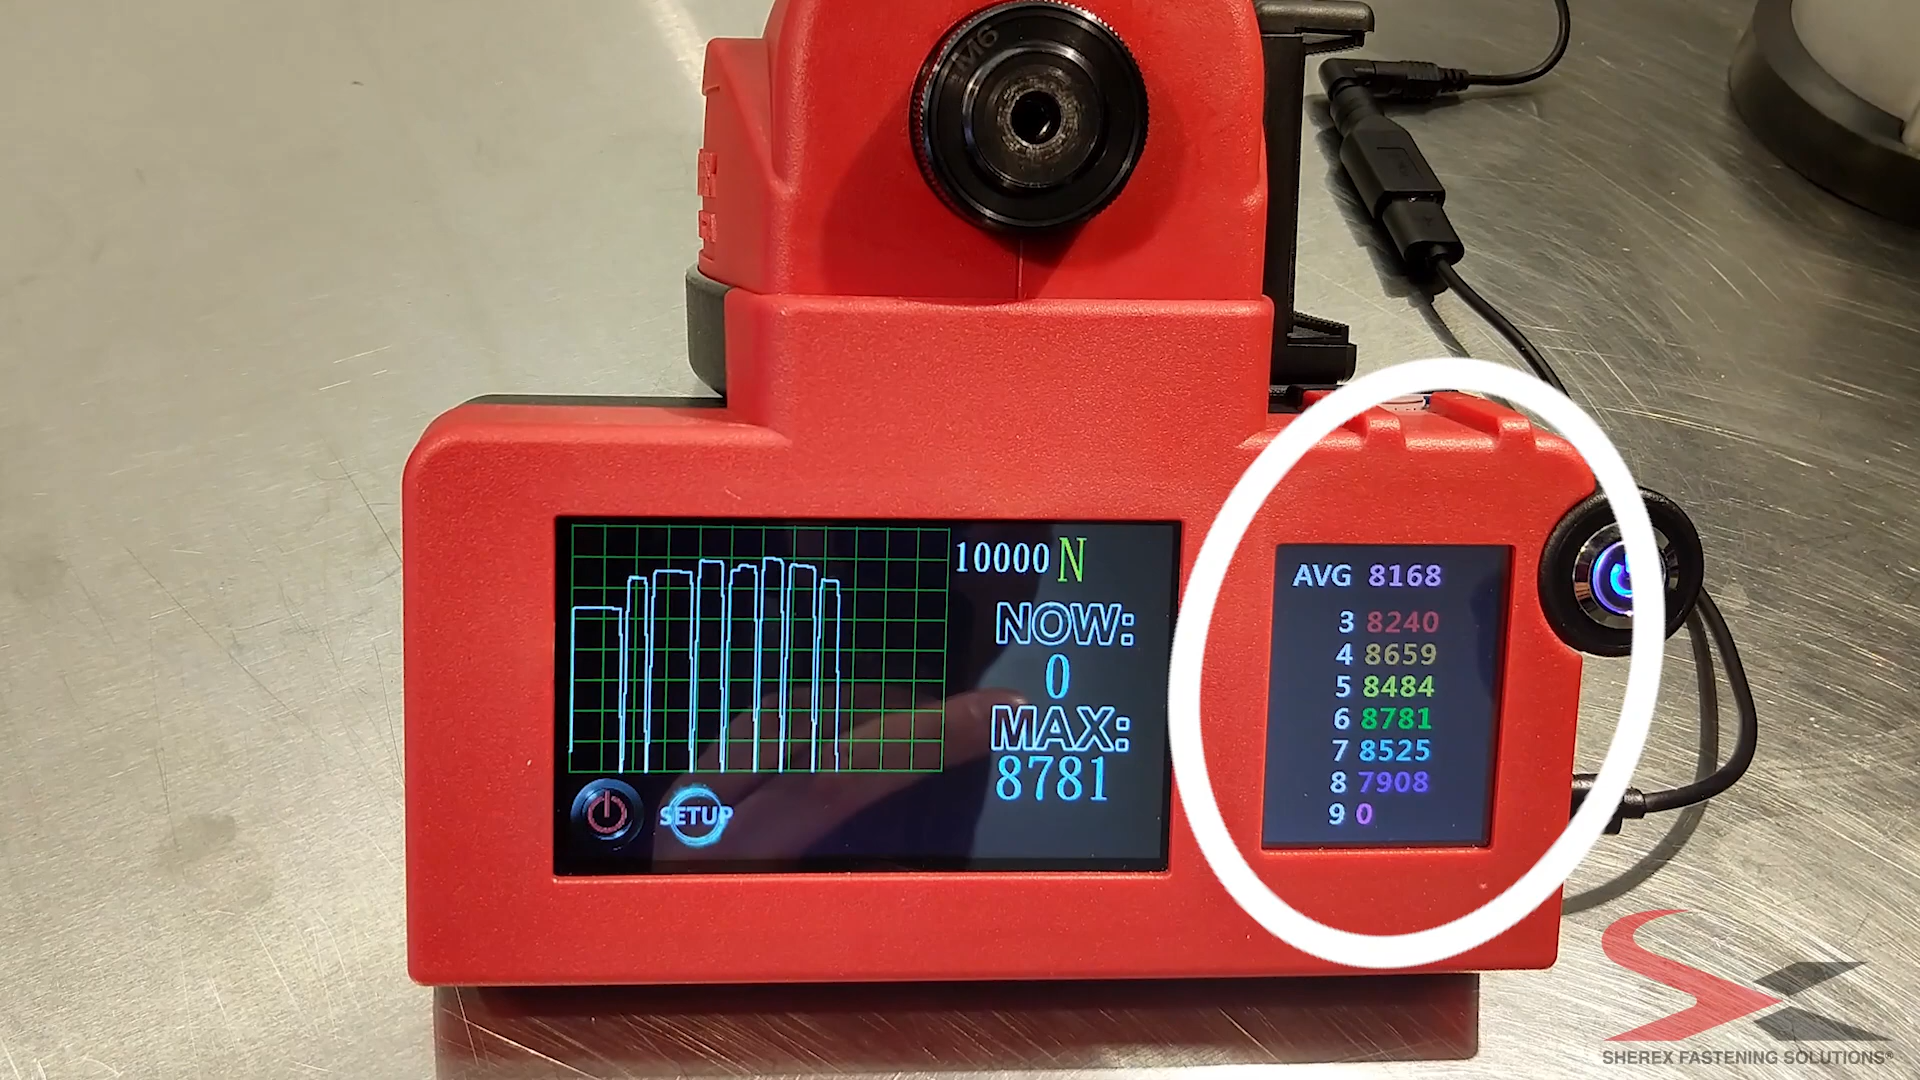 M6
10000 N
NOW:
0
MAX:
8781
SETUP
AVG 8168
3 8240
4 8659
5 8484
6 8781
7 8525
8 7908
9 0
SHEREX FASTENING SOLUTIONS®